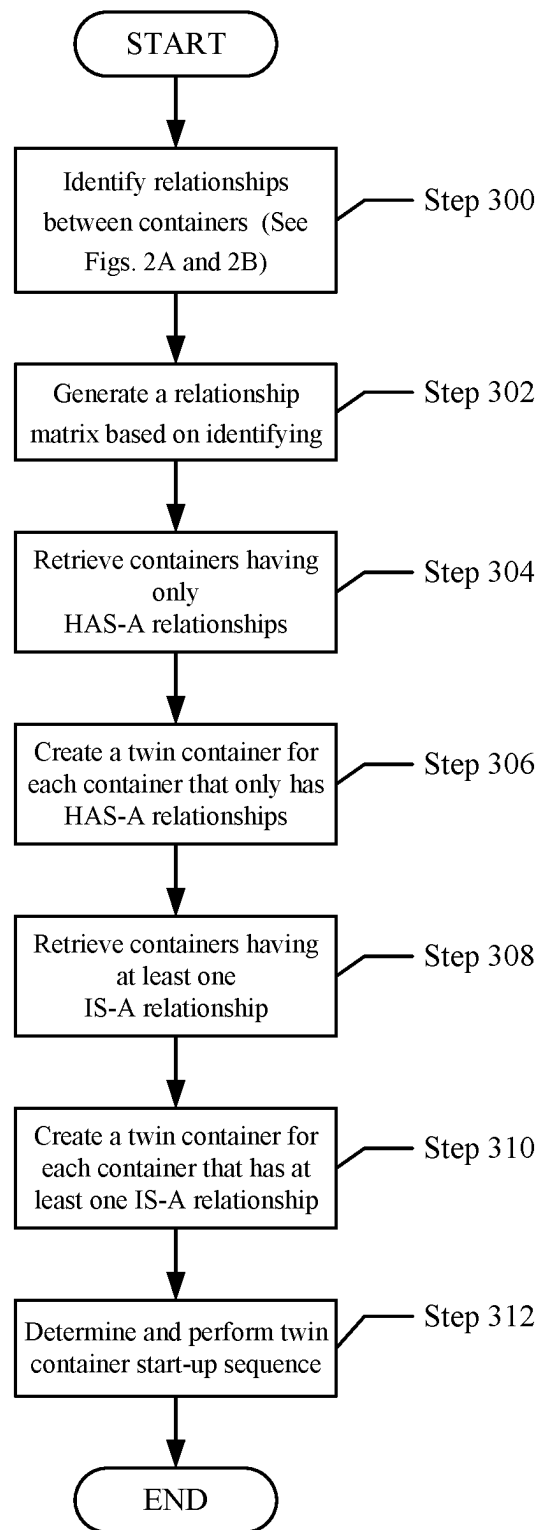 START
Identify relationships
between containers (See
Figs. 2A and 2B)
Step 300
Generate a relationship
matrix based on identifying
Step 302
Retrieve containers having
only
HAS-A relationships
Step 304
Create a twin container for
each container that only has
HAS-A relationships
Step 306
Retrieve containers having
at least one
IS-A relationship
Step 308
Create a twin container for
each container that has at
least one IS-A relationship
Step 310
Determine and perform twin
container start-up sequence
Step 312
END